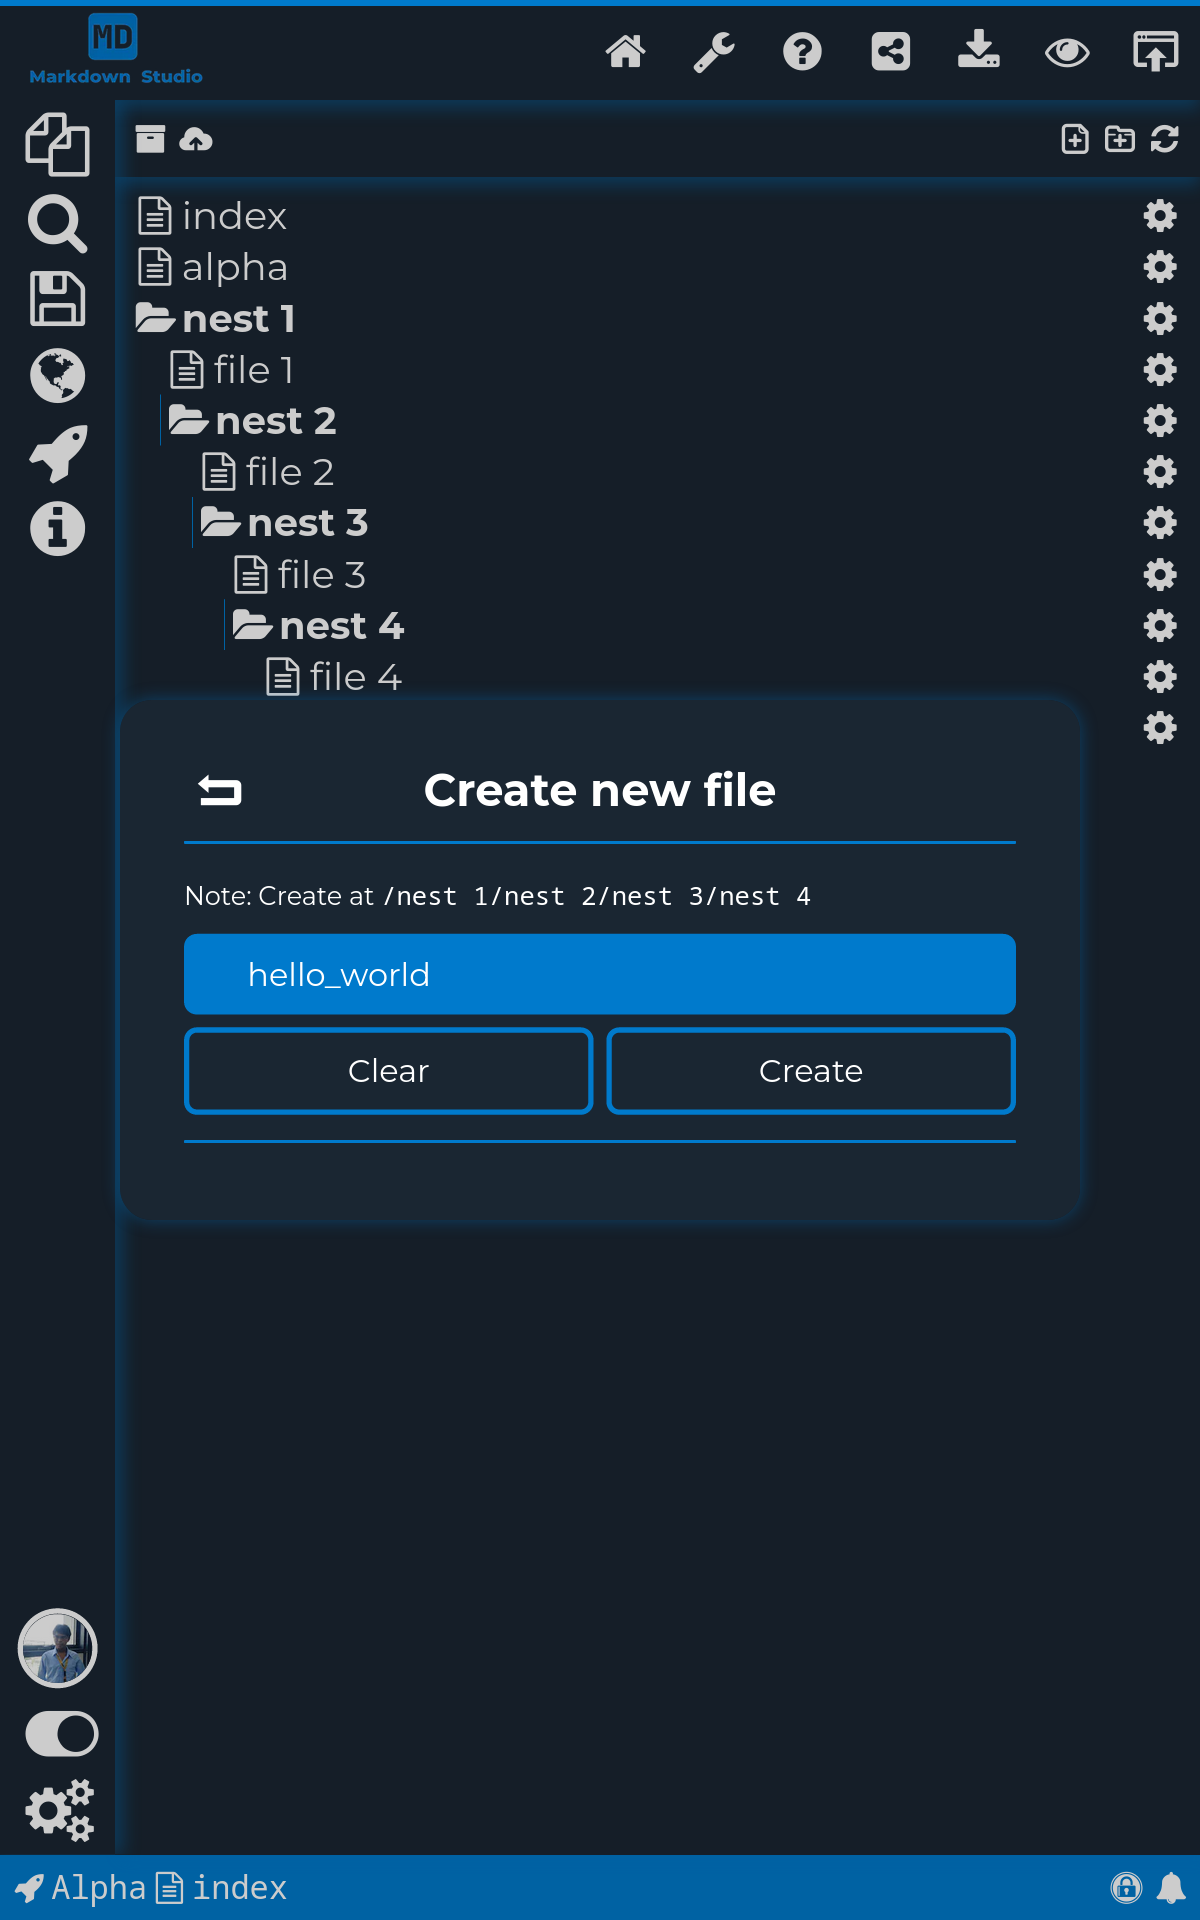 MD
Markdown Studio
index
alpha
nest 1
file 1
nest 2
file 2
nest 3
file 3
nest 4
file 4
Create new file
Note: Create at /nest 1/nest 2/nest 3/nest 4
hello_world
Clear Create
Alpha index